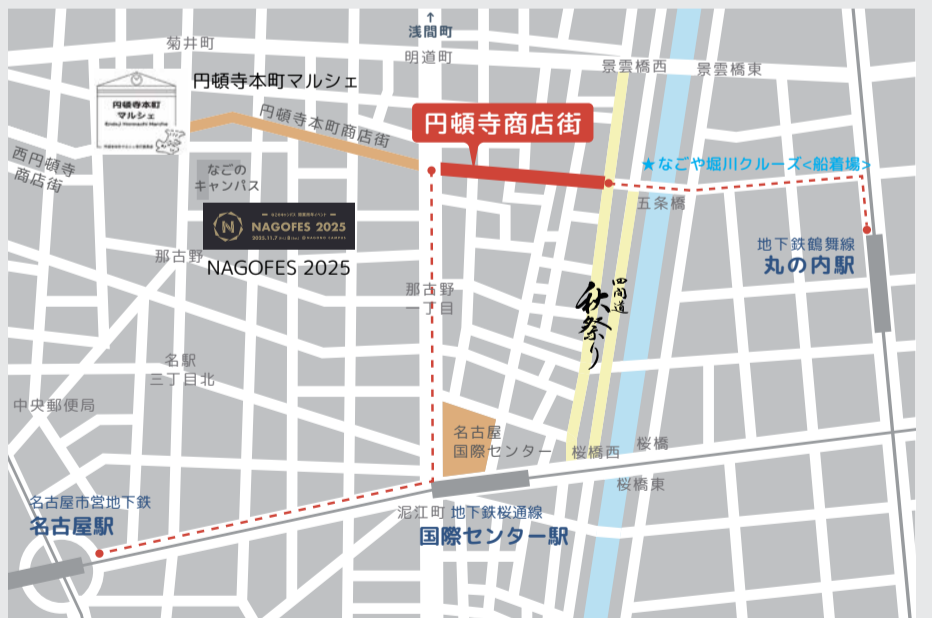 ↑
浅間町
菊井町
明道町
景雲橋西
景雲橋東
円頓寺本町マルシェ
円頓寺本町
マルシェ
円頓寺本町商店街
円頓寺商店街
西円頓寺
商店街
なごの
キャンパス
★なごや堀川クルーズ<船着場>
五条橋
NAGOFES 2025
NAGOFES 2025
那古野
地下鉄鶴舞線
丸の内駅
四間道
秋祭り
那古野
一丁目
名駅
三丁目北
中央郵便局
名古屋
国際センター
桜橋西
桜橋
桜橋東
名古屋市営地下鉄
名古屋駅
泥江町
地下鉄桜通線
国際センター駅